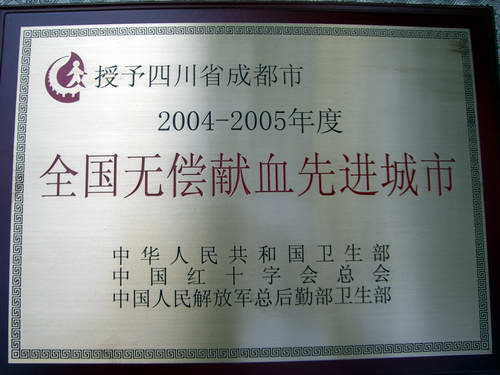 授予四川省成都市
2004-2005年度
全国无偿献血先进城市
中华人民共和国卫生部
中国红十字会总会
中国人民解放军总后勤部卫生部